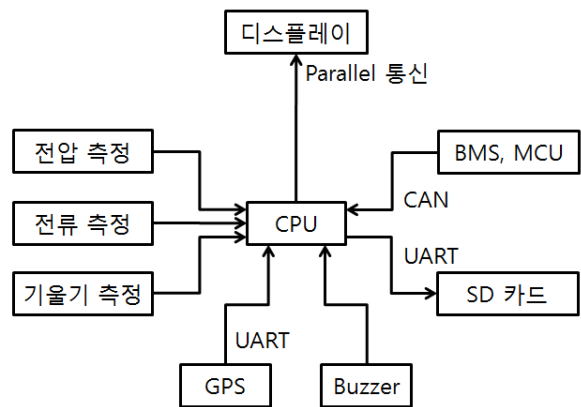 디스플레이
Parallel 통신
전압 측정
BMS, MCU
CAN
전류 측정
CPU
UART
기울기 측정
SD 카드
UART
GPS
Buzzer